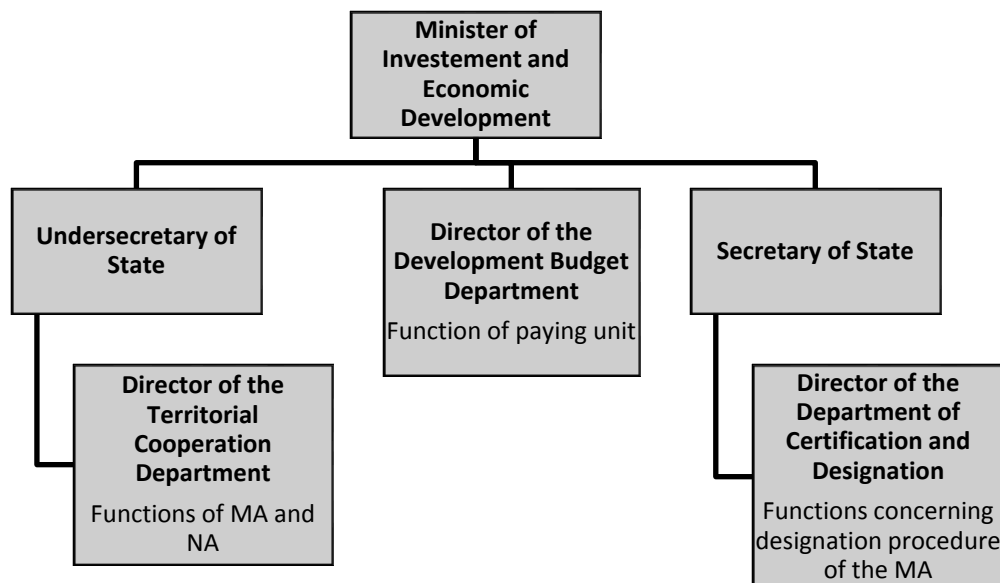 Minister of
Investement and
Economic
Development
Undersecretary of
State
Director of the
Development Budget
Department
Function of paying unit
Secretary of State
Director of the
Territorial
Cooperation
Department
Functions of MA and
NA
Director of the
Department of
Certification and
Designation
Functions concerning
designation procedure
of the MA